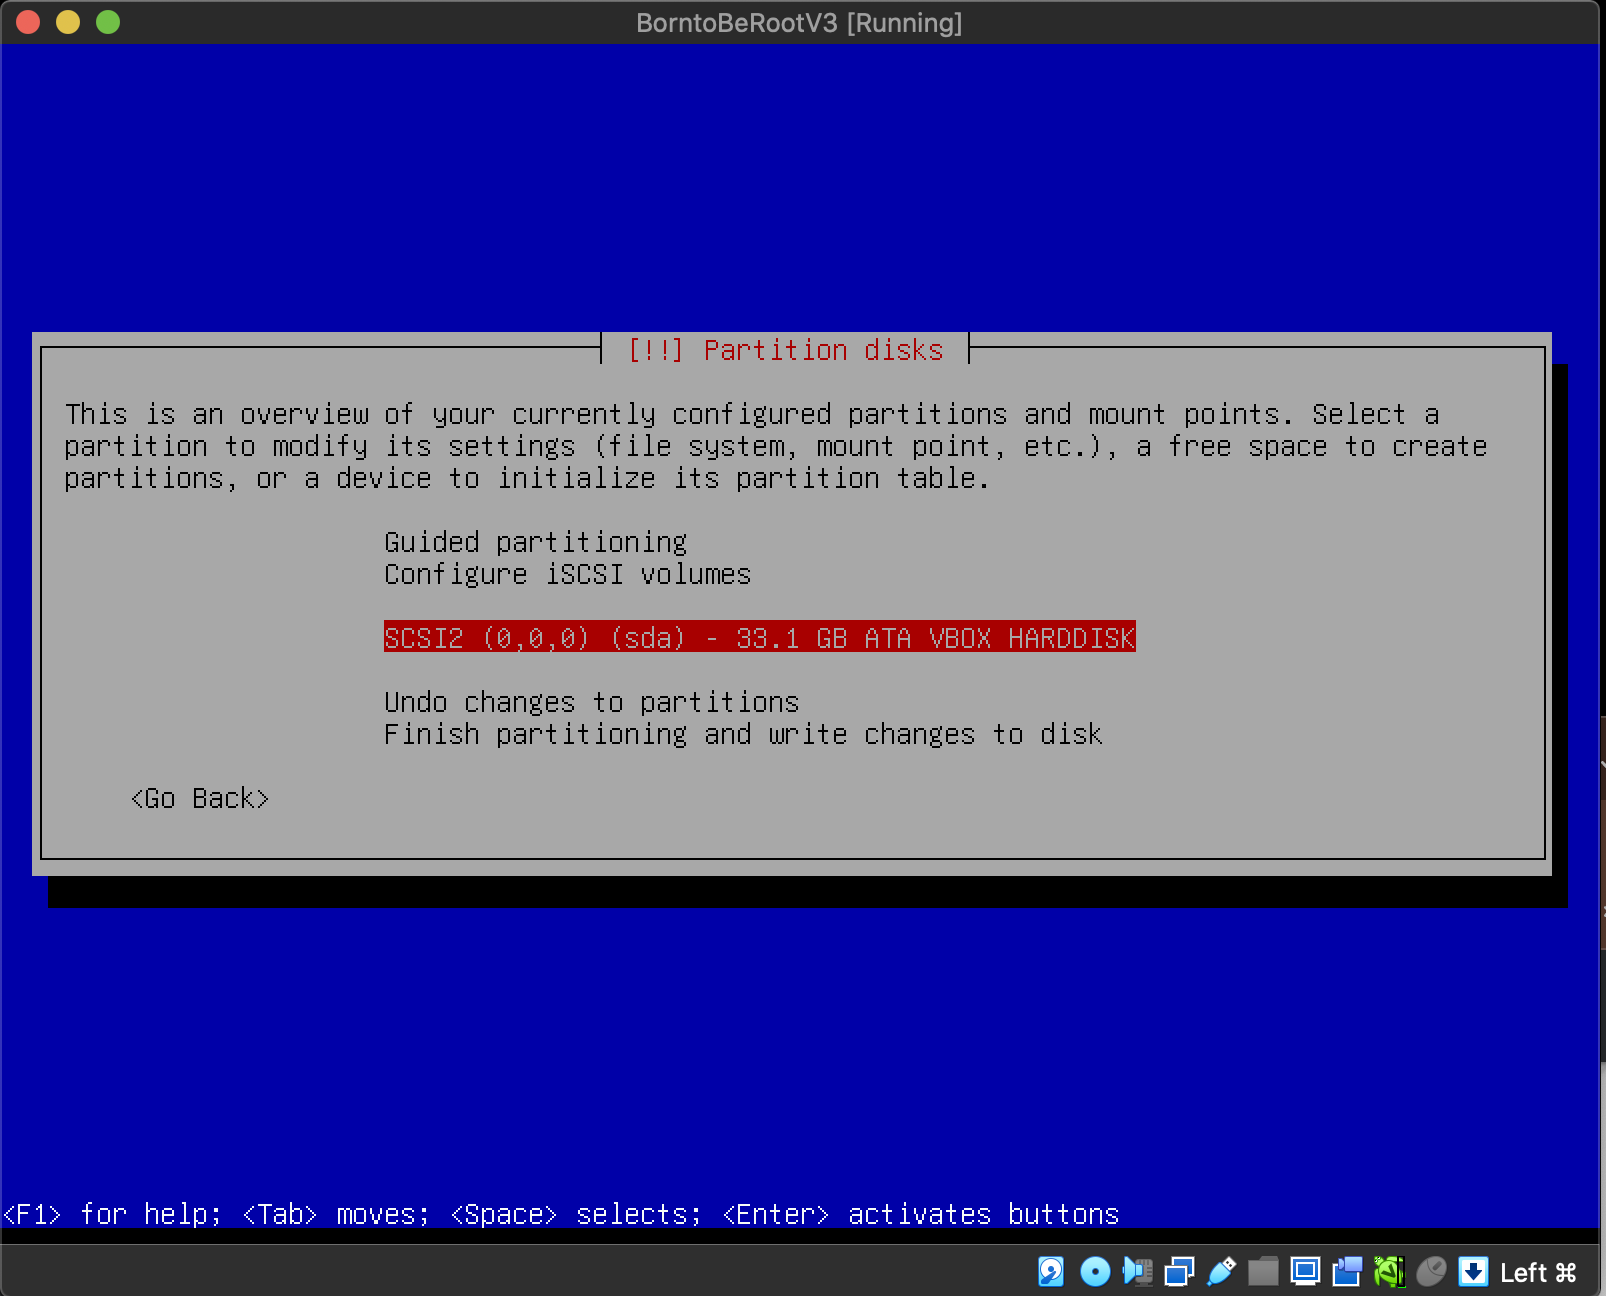 BorntoBeRootV3 [Running]
[!!] Partition disks
This is an overview of your currently configured partitions and mount points. Select a
partition to modify its settings (file system, mount point, etc.), a free space to create
partitions, or a device to initialize its partition table.
Guided partitioning
Configure iSCSI volumes
SCSI2 (0,0,0) (sda) - 33.1 GB ATA VBOX HARDDISK
Undo changes to partitions
Finish partitioning and write changes to disk
<Go Back>
<F1> for help; <Tab> moves; <Space> selects; <Enter> activates buttons
Left ⌘